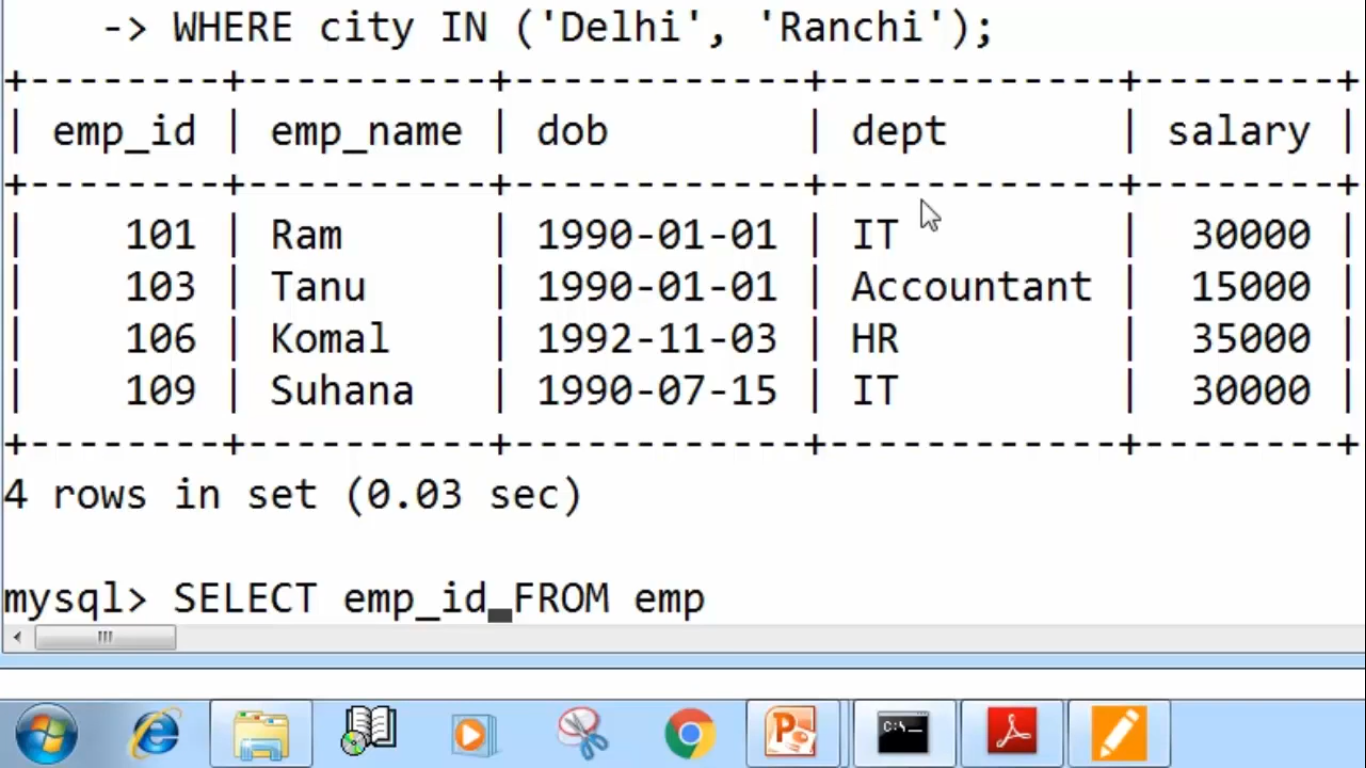 -> WHERE city IN ('Delhi', 'Ranchi');
+--------+-----------+-------------+-------------+--------+
| emp_id | emp_name | dob | dept | salary |
+--------+-----------+-------------+-------------+--------+
| 101 | Ram | 1990-01-01 | IT | 30000 |
| 103 | Tanu | 1990-01-01 | Accountant | 15000 |
| 106 | Komal | 1992-11-03 | HR | 35000 |
| 109 | Suhana | 1990-07-15 | IT | 30000 |
+--------+-----------+-------------+-------------+--------+
4 rows in set (0.03 sec)
mysql> SELECT emp_id FROM emp
C:\_